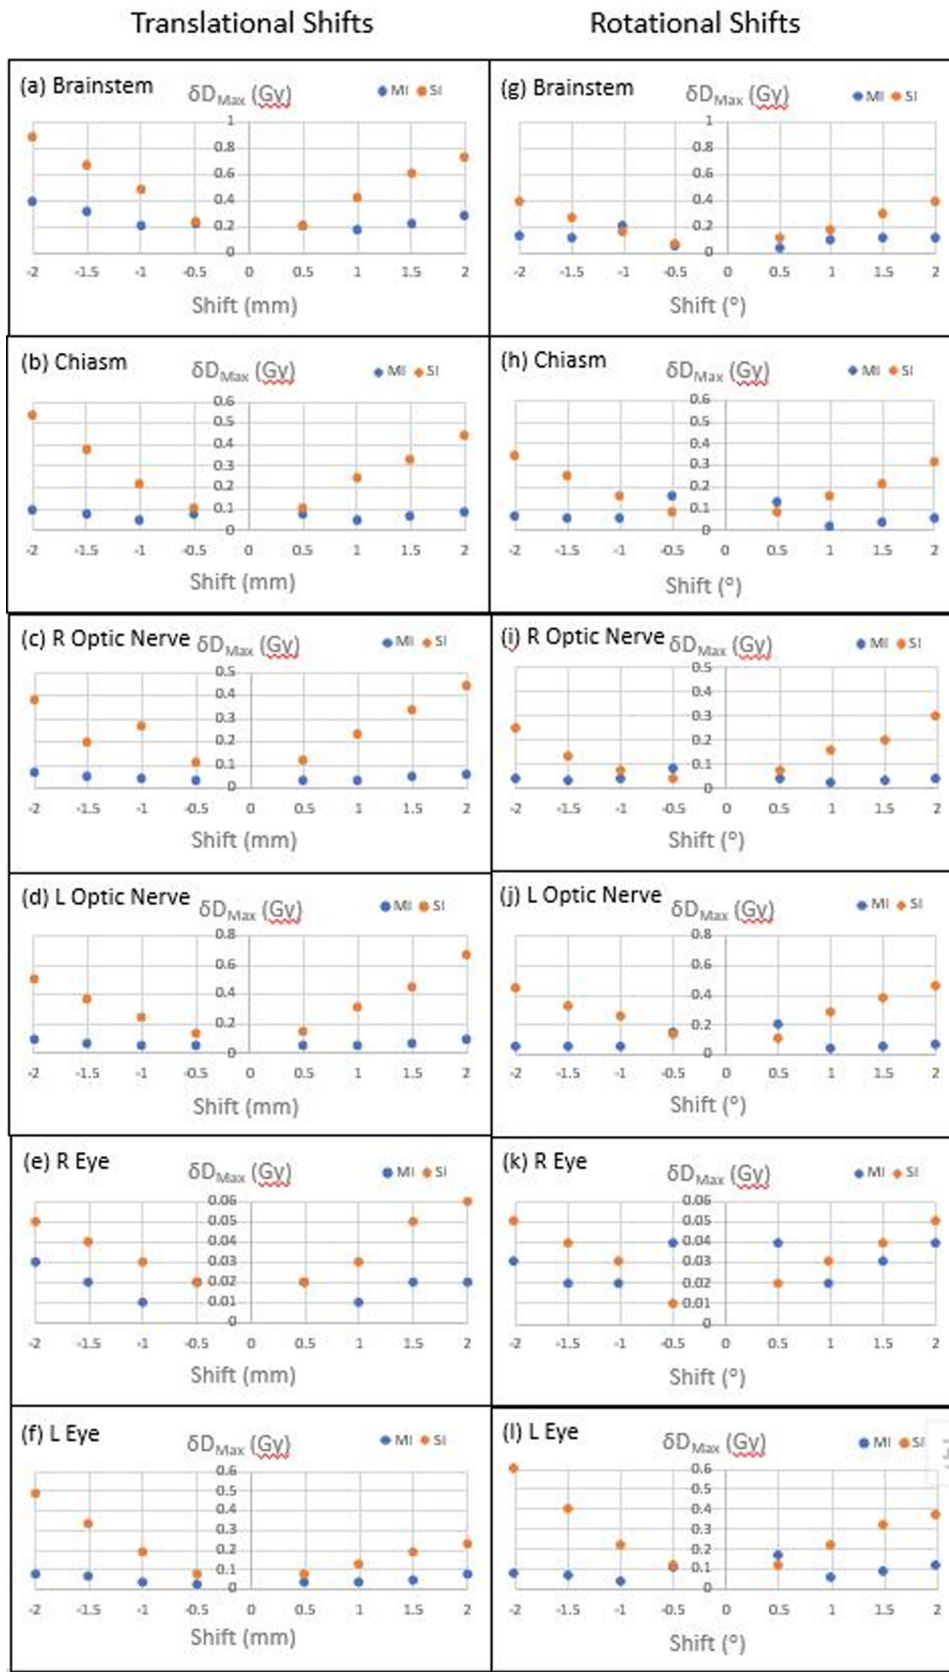 Translational Shifts
Rotational Shifts
(a) Brainstem
δD_Max (Gy)
MI SI
1
0.8
0.6
0.4
0.2
0
-2 -1.5 -1 -0.5 0 0.5 1 1.5 2
Shift (mm)
(g) Brainstem
δD_Max (Gy)
MI SI
1
0.8
0.6
0.4
0.2
0
-2 -1.5 -1 -0.5 0 0.5 1 1.5 2
Shift (°)
(b) Chiasm
δD_Max (Gy)
MI SI
0.6
0.5
0.4
0.3
0.2
0.1
0
-2 -1.5 -1 -0.5 0 0.5 1 1.5 2
Shift (mm)
(h) Chiasm
δD_Max (Gy)
MI SI
0.6
0.5
0.4
0.3
0.2
0.1
0
-2 -1.5 -1 -0.5 0 0.5 1 1.5 2
Shift (°)
(c) R Optic Nerve
δD_Max (Gy)
MI SI
0.5
0.4
0.3
0.2
0.1
0
-2 -1.5 -1 -0.5 0 0.5 1 1.5 2
Shift (mm)
(i) R Optic Nerve
δD_Max (Gy)
MI SI
0.5
0.4
0.3
0.2
0.1
0
-2 -1.5 -1 -0.5 0 0.5 1 1.5 2
Shift (°)
(d) L Optic Nerve
δD_Max (Gy)
MI SI
0.8
0.6
0.4
0.2
0
-2 -1.5 -1 -0.5 0 0.5 1 1.5 2
Shift (mm)
(j) L Optic Nerve
δD_Max (Gy)
MI SI
0.8
0.6
0.4
0.2
0
-2 -1.5 -1 -0.5 0 0.5 1 1.5 2
Shift (°)
(e) R Eye
δD_Max (Gy)
MI SI
0.06
0.05
0.04
0.03
0.02
0.01
0
-2 -1.5 -1 -0.5 0 0.5 1 1.5 2
Shift (mm)
(k) R Eye
δD_Max (Gy)
MI SI
0.06
0.05
0.04
0.03
0.02
0.01
0
-2 -1.5 -1 -0.5 0 0.5 1 1.5 2
Shift (°)
(f) L Eye
δD_Max (Gy)
MI SI
0.6
0.5
0.4
0.3
0.2
0.1
0
-2 -1.5 -1 -0.5 0 0.5 1 1.5 2
Shift (mm)
(l) L Eye
δD_Max (Gy)
MI SI
0.6
0.5
0.4
0.3
0.2
0.1
0
-2 -1.5 -1 -0.5 0 0.5 1 1.5 2
Shift (°)